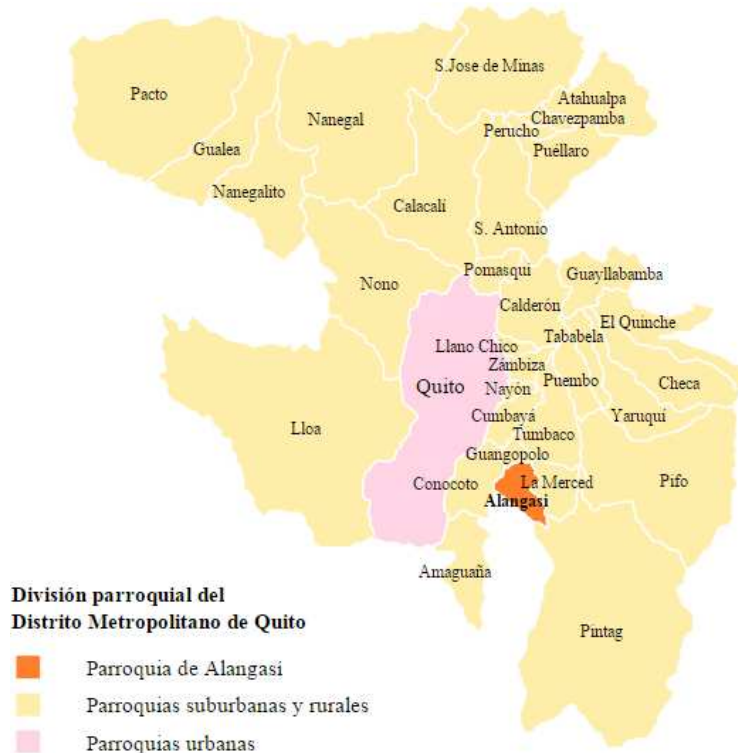 S.Jose de Minas
Pacto
Atahualpa
Nanegal
Chavezpamba
Perucho
Gualea
Puéllaro
Nanegalito
Calacalí
S. Antonio
Pomasqui
Guayllabamba
Nono
Calderón
El Quinche
Tababela
Llano Chico
Zámbiza
Quito
Puembo
Checa
Nayón
Yaruquí
Cumbayá
Lloa
Tumbaco
Guangopolo
Conocoto
La Merced
Pifo
Alangasi
Amaguaña
Pintag
División parroquial del
Distrito Metropolitano de Quito
Parroquia de Alangasi
Parroquias suburbanas y rurales
Parroquias urbanas